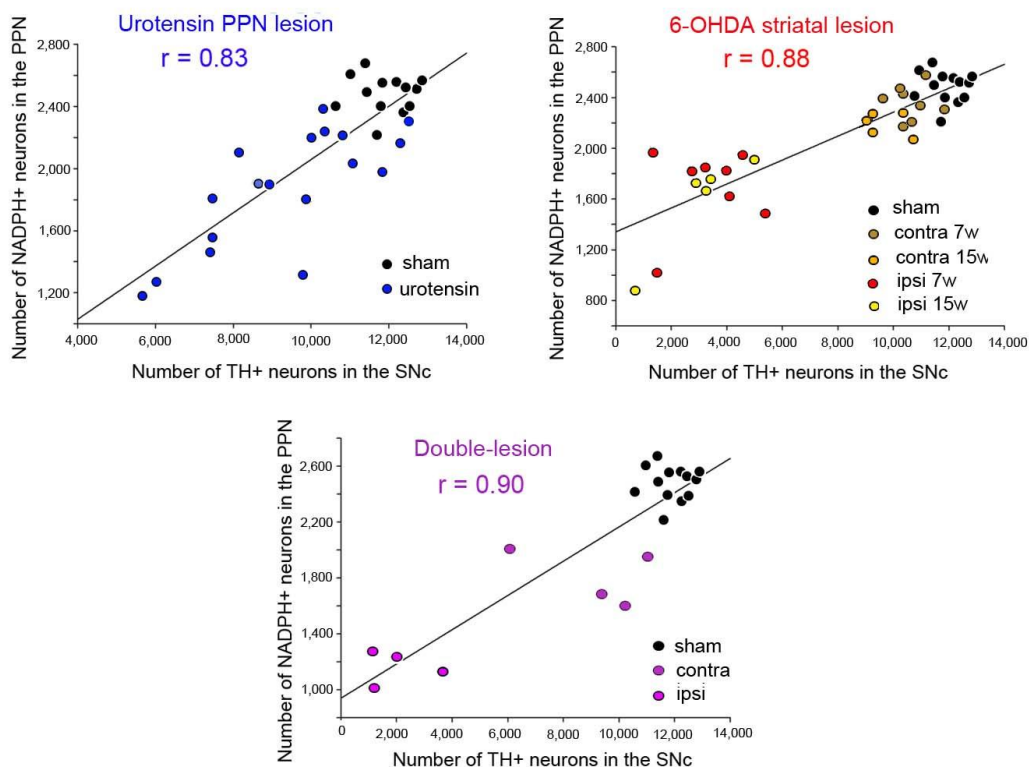 Urotensin PPN lesion
r = 0.83
Number of NADPH+ neurons in the PPN
2,800
2,400
2,000
1,600
1,200
sham
urotensin
4,000 6,000 8,000 10,000 12,000 14,000
Number of TH+ neurons in the SNc
6-OHDA striatal lesion
r = 0.88
Number of NADPH+ neurons in the PPN
2,800
2,400
2,000
1,600
1,200
800
sham
contra 7w
contra 15w
ipsi 7w
ipsi 15w
0 2,000 4,000 6,000 8,000 10,000 12,000 14,000
Number of TH+ neurons in the SNc
Double-lesion
r = 0.90
Number of NADPH+ neurons in the PPN
2,600
2,200
1,800
1,400
1,000
sham
contra
ipsi
0 2,000 4,000 6,000 8,000 10,000 12,000 14,000
Number of TH+ neurons in the SNc